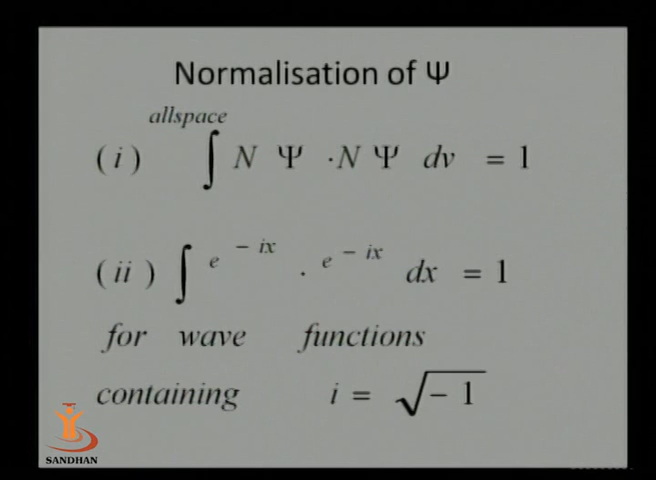 Normalisation of Ψ
allspace
(i) ∫ N Ψ ·N Ψ dv = 1
(ii) ∫ e^{-ix} . e^{-ix} dx = 1
for wave functions
containing i = √-1
SANDHAN